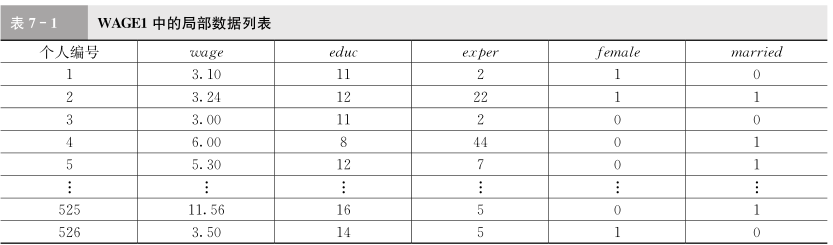 表 7-1 WAGE1 中的局部数据列表
个人编号 wage educ exper female married
1 3.10 11 2 1 0
2 3.24 12 22 1 1
3 3.00 11 2 0 0
4 6.00 8 44 0 1
5 5.30 12 7 0 1
⋮ ⋮ ⋮ ⋮ ⋮ ⋮
525 11.56 16 5 0 1
526 3.50 14 5 1 0